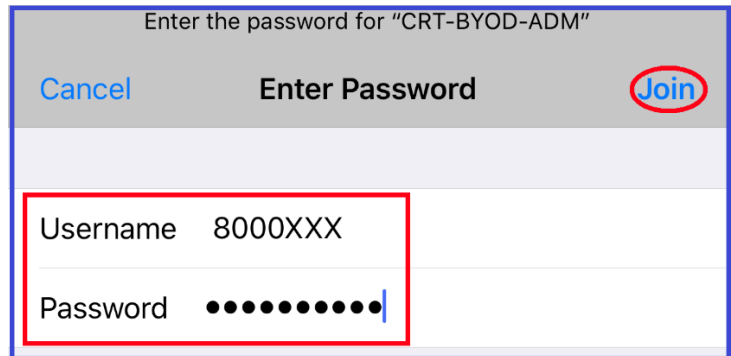 Enter the password for “CRT-BYOD-ADM”
Cancel Enter Password Join
Username 8000XXX
Password ●●●●●●●●●●